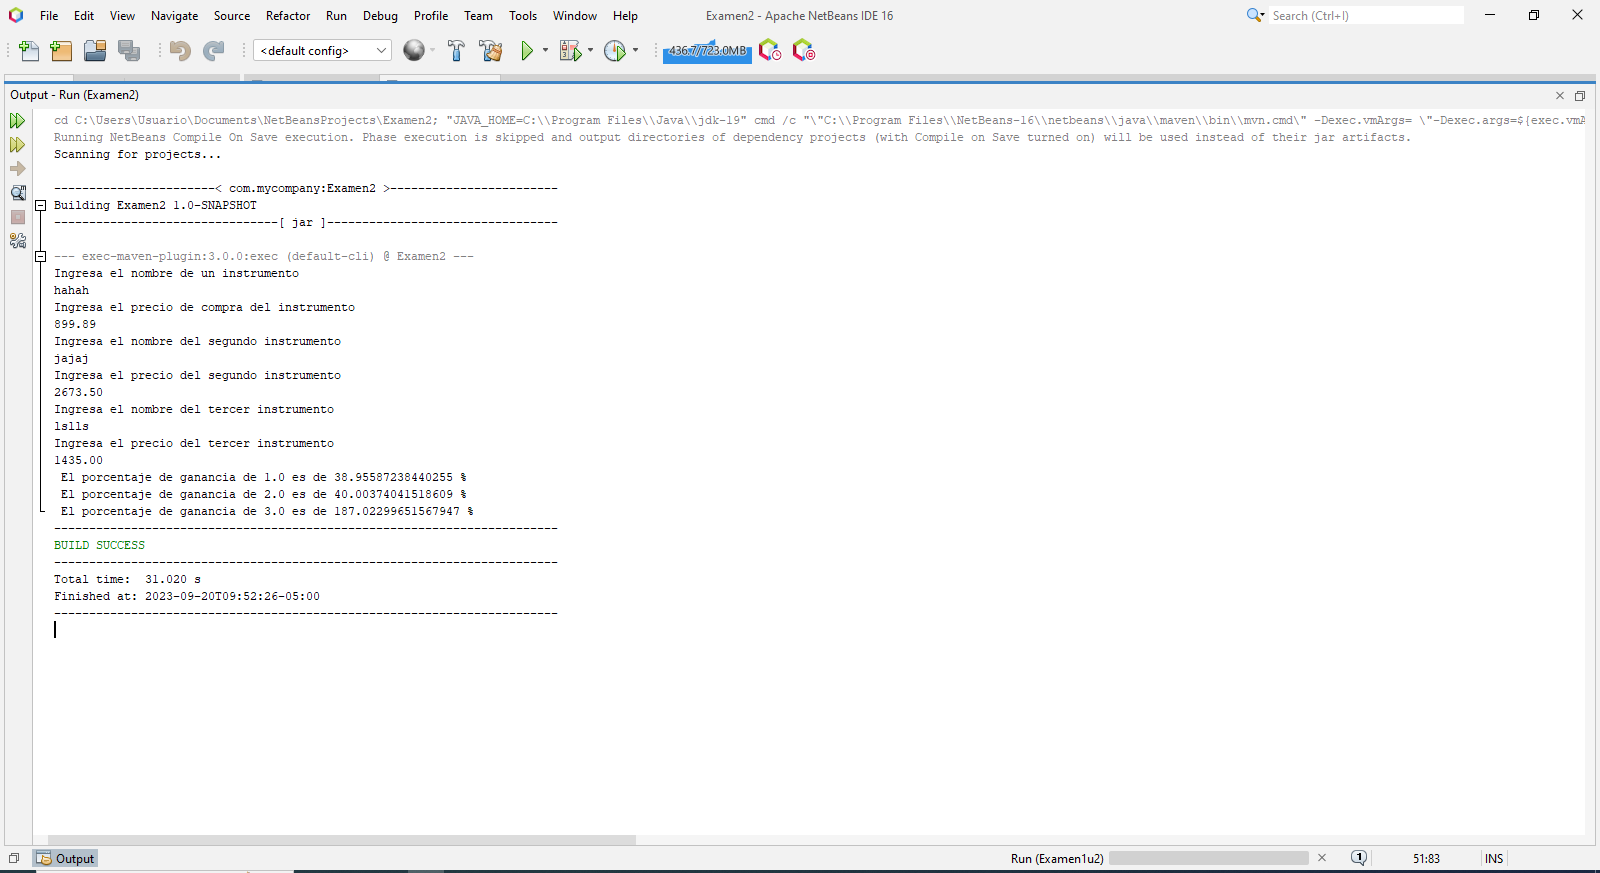 File Edit View Navigate Source Refactor Run Debug Profile Team Tools Window Help Examen2 - Apache NetBeans IDE 16 Search (Ctrl+I)
<default config> 436.7/723.0MB
Output - Run (Examen2)
cd C:\Users\Usuario\Documents\NetBeansProjects\Examen2; "JAVA_HOME=C:\\Program Files\\Java\\jdk-19" cmd /c "\"C:\\Program Files\\NetBeans-16\\netbeans\\java\\maven\\bin\\mvn.cmd\" -Dexec.vmArgs= \"-Dexec.args=${exec.vmA
Running NetBeans Compile On Save execution. Phase execution is skipped and output directories of dependency projects (with Compile on Save turned on) will be used instead of their jar artifacts.
Scanning for projects...
-----------------------< com.mycompany:Examen2 >------------------------
Building Examen2 1.0-SNAPSHOT
--------------------------------[ jar ]---------------------------------
--- exec-maven-plugin:3.0.0:exec (default-cli) @ Examen2 ---
Ingresa el nombre de un instrumento
hahah
Ingresa el precio de compra del instrumento
899.89
Ingresa el nombre del segundo instrumento
jajaj
Ingresa el precio del segundo instrumento
2673.50
Ingresa el nombre del tercer instrumento
lslls
Ingresa el precio del tercer instrumento
1435.00
El porcentaje de ganancia de 1.0 es de 38.95587238440255 %
El porcentaje de ganancia de 2.0 es de 40.00374041518609 %
El porcentaje de ganancia de 3.0 es de 187.02299651567947 %
------------------------------------------------------------------------
BUILD SUCCESS
------------------------------------------------------------------------
Total time:  31.020 s
Finished at: 2023-09-20T09:52:26-05:00
------------------------------------------------------------------------
Output Run (Examen1u2) 1 51:83 INS